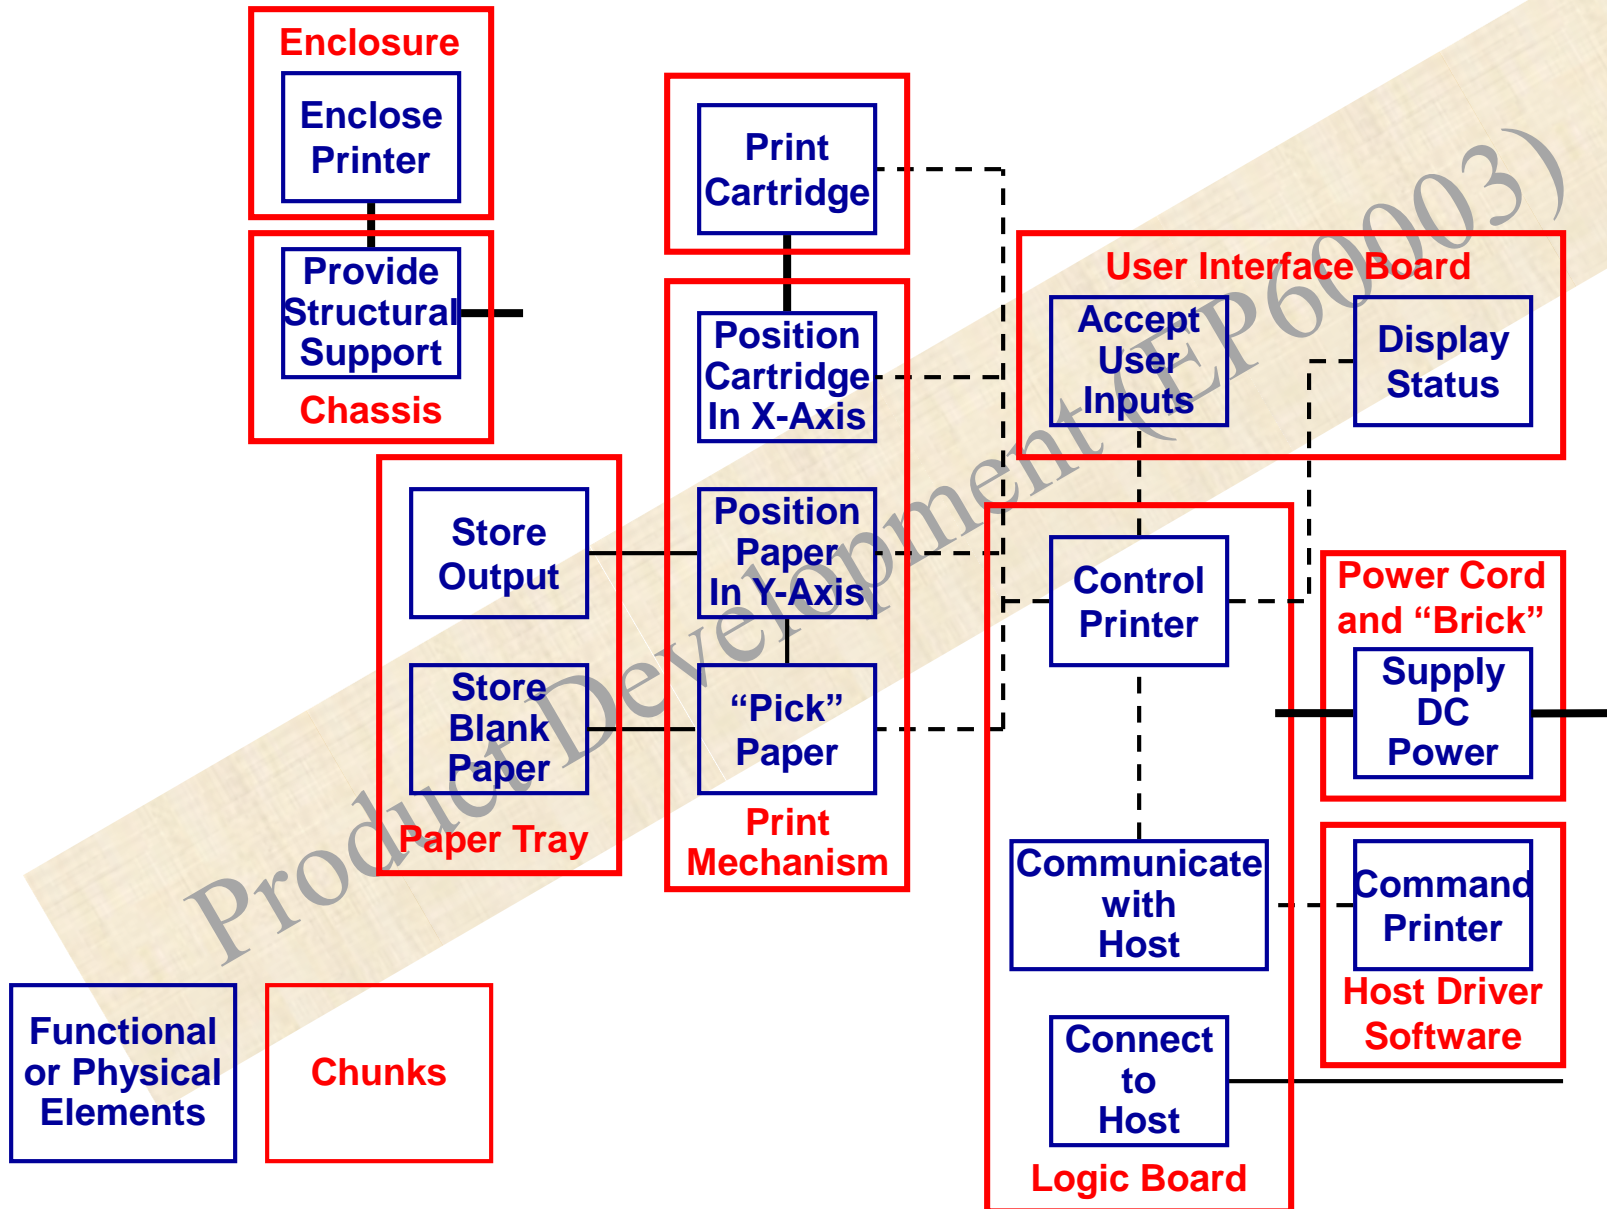 Enclosure
Enclose
Printer
Provide
Structural
Support
Chassis
Store
Output
Store
Blank
Paper
Paper Tray
Print
Cartridge
Position
Cartridge
In X-Axis
Position
Paper
In Y-Axis
“Pick”
Paper
Print
Mechanism
User Interface Board
Accept
User
Inputs
Display
Status
Control
Printer
Communicate
with
Host
Connect
to
Host
Logic Board
Power Cord
and “Brick”
Supply
DC
Power
Command
Printer
Host Driver
Software
Functional
or Physical
Elements
Chunks
Product Development (EP60003)